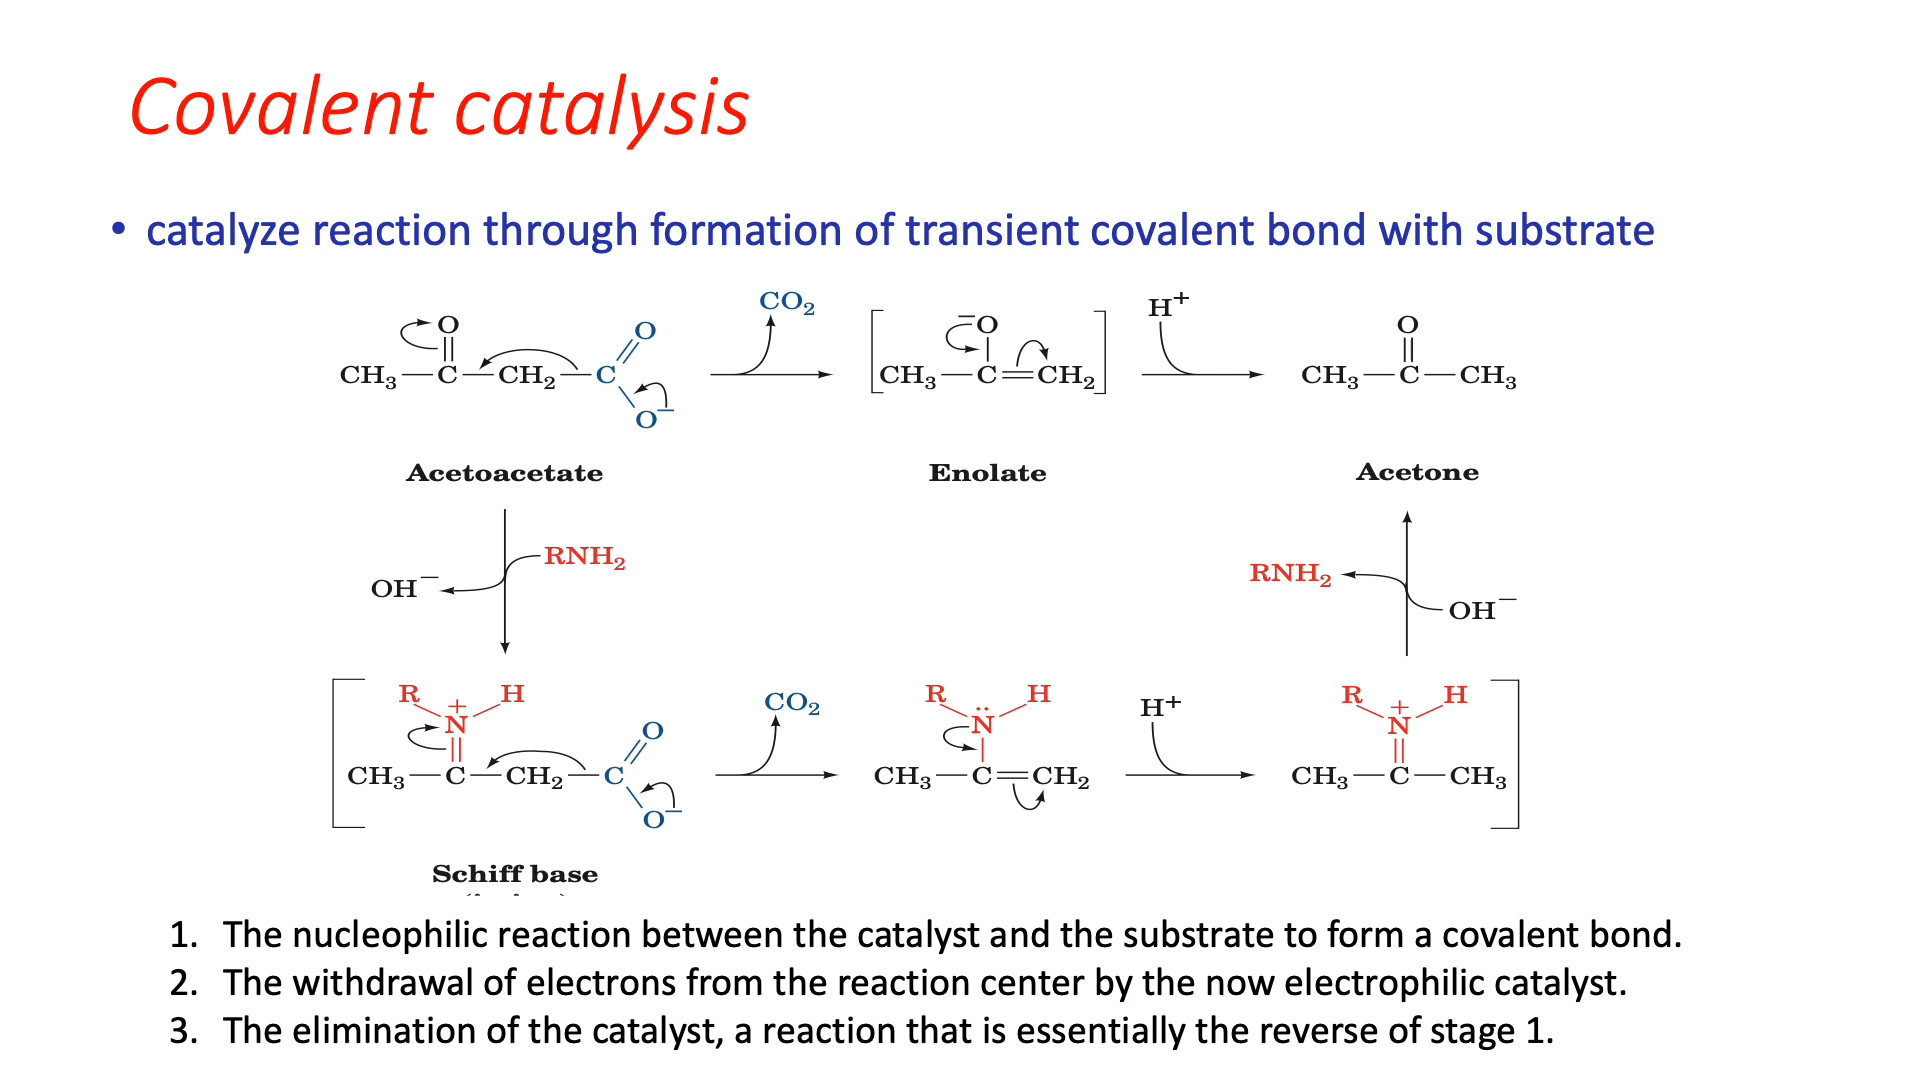 Covalent catalysis
• catalyze reaction through formation of transient covalent bond with substrate
O
CH₃—C—CH₂—C
O
O⁻
CO₂
⁻O
CH₃—C=CH₂
H⁺
O
CH₃—C—CH₃
Acetoacetate
Enolate
Acetone
RNH₂
OH⁻
RNH₂
OH⁻
R
H
N⁺
CH₃—C—CH₂—C
O
O⁻
CO₂
R
H
N̈
CH₃—C=CH₂
H⁺
R
H
N⁺
CH₃—C—CH₃
Schiff base
1. The nucleophilic reaction between the catalyst and the substrate to form a covalent bond.
2. The withdrawal of electrons from the reaction center by the now electrophilic catalyst.
3. The elimination of the catalyst, a reaction that is essentially the reverse of stage 1.